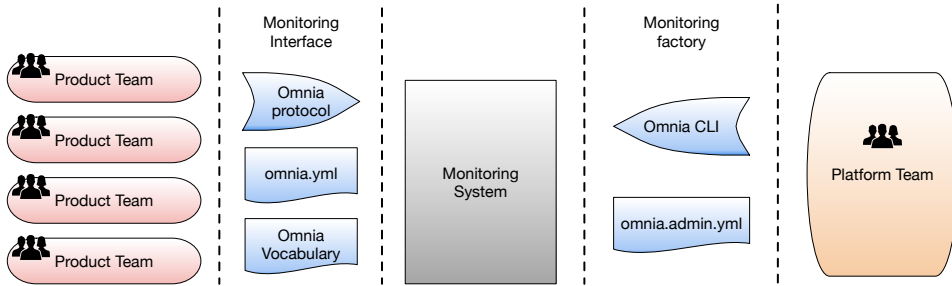 Monitoring
Interface
Monitoring
factory
Product Team
Product Team
Product Team
Product Team
Omnia
protocol
omnia.yml
Omnia
Vocabulary
Monitoring
System
Omnia CLI
omnia.admin.yml
Platform Team